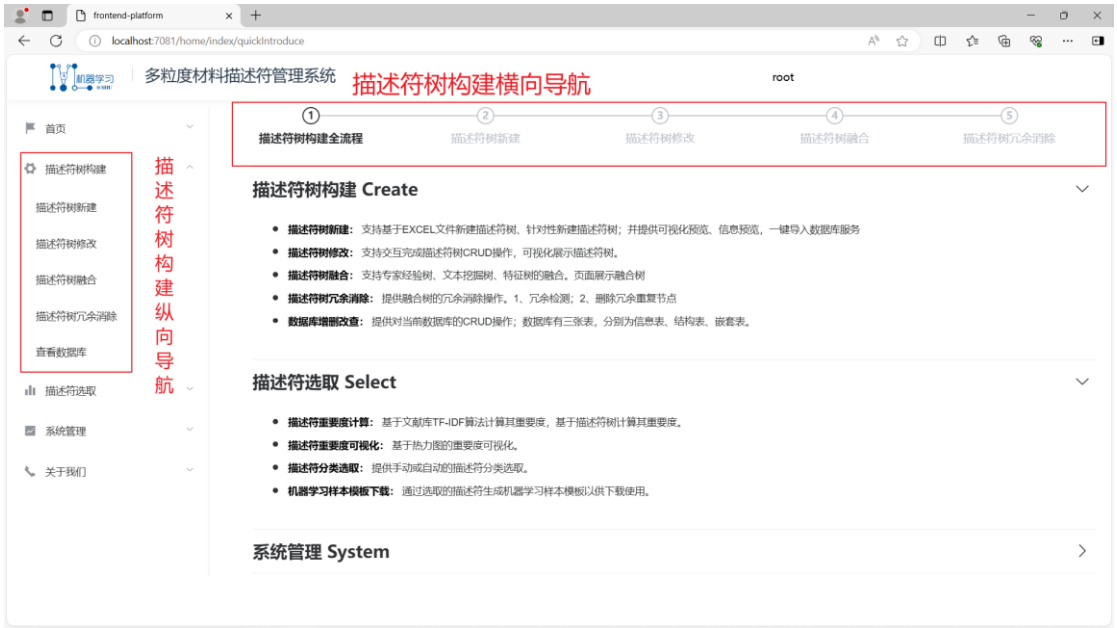 frontend-platform
localhost:7081/home/index/quickIntroduce
机器学习
多粒度材料描述符管理系统
描述符树构建横向导航
root
首页
描述符树构建
描述符树新建
描述符树修改
描述符树融合
描述符树冗余消除
查看数据库
描述符选取
系统管理
关于我们
描述符树构建纵向导航
1 2 3 4 5
描述符树构建全流程 描述符树新建 描述符树修改 描述符树融合 描述符树冗余消除
描述符树构建 Create
描述符树新建：支持基于EXCEL文件新建描述符树、针对性新建描述符树；并提供可视化预览、信息预览，一键导入数据库服务
描述符树修改：支持交互完成描述符树CRUD操作，可视化展示描述符树。
描述符树融合：支持专家经验树、文本挖掘树、特征树的融合。页面展示融合树
描述符树冗余消除：提供融合树的冗余消除操作。1、冗余检测；2、删除冗余重复节点
数据库增删改查：提供对当前数据库的CRUD操作；数据库有三张表，分别为信息表、结构表、嵌套表。
描述符选取 Select
描述符重要度计算：基于文献库TF-IDF算法计算其重要度，基于描述符树计算其重要度。
描述符重要度可视化：基于热力图的重要度可视化。
描述符分类选取：提供手动或自动的描述符分类选取。
机器学习样本模板下载：通过选取的描述符生成机器学习样本模板以供下载使用。
系统管理 System